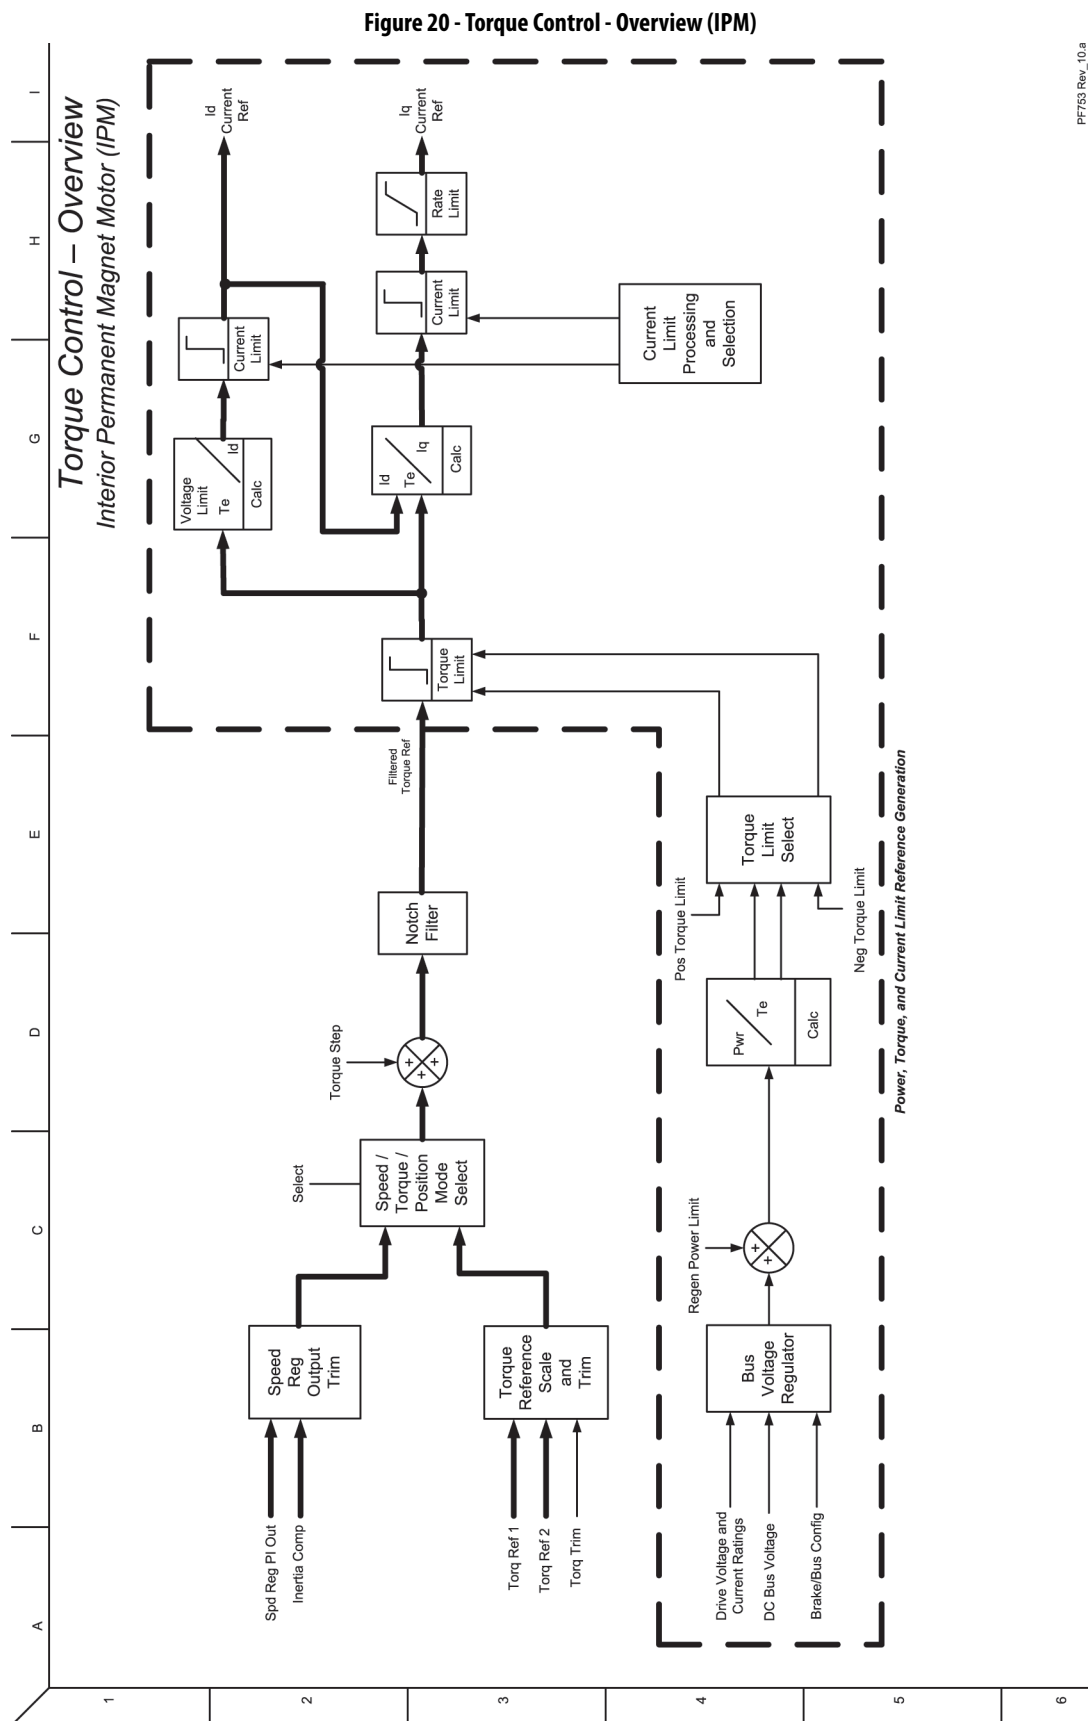 Figure 20 - Torque Control - Overview (IPM)
Torque Control – Overview
Interior Permanent Magnet Motor (IPM)
A
B
C
D
E
F
G
H
I
1
2
3
4
5
6
Spd Reg PI Out
Inertia Comp
Speed
Reg
Output
Trim
Torq Ref 1
Torq Ref 2
Torq Trim
Torque
Reference
Scale
and
Trim
Select
Speed /
Torque /
Position
Mode
Select
Torque Step
+
+
+
Notch
Filter
Filtered
Torque Ref
Torque
Limit
Voltage
Limit
Te
Id
Calc
Current
Limit
Id
Current
Ref
Id
Te
Iq
Calc
Current
Limit
Rate
Limit
Iq
Current
Ref
Current
Limit
Processing
and
Selection
Drive Voltage and
Current Ratings
DC Bus Voltage
Brake/Bus Config
Bus
Voltage
Regulator
Regen Power Limit
+
+
Pwr
Te
Calc
Pos Torque Limit
Neg Torque Limit
Torque
Limit
Select
Power, Torque, and Current Limit Reference Generation
PF753 Rev_10.a